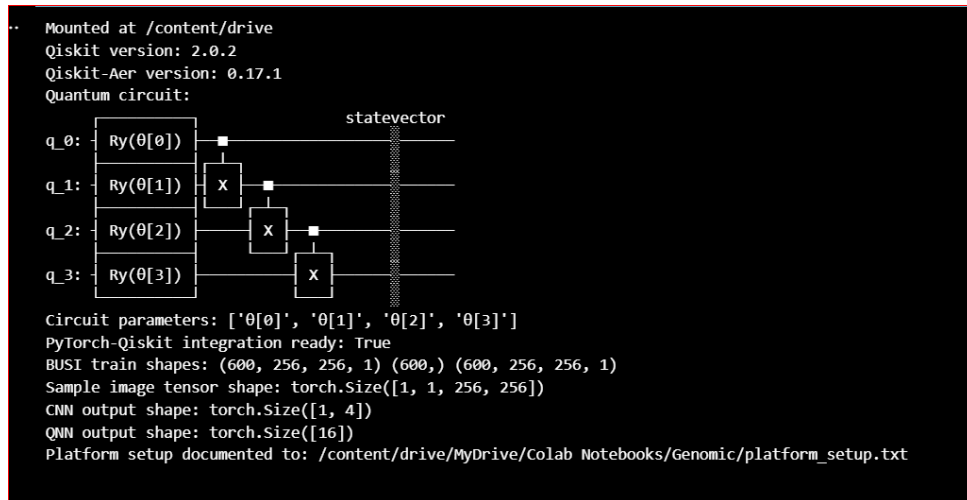 Mounted at /content/drive
Qiskit version: 2.0.2
Qiskit-Aer version: 0.17.1
Quantum circuit:
statevector
q_0: Ry(θ[0])
q_1: Ry(θ[1]) X
q_2: Ry(θ[2]) X
q_3: Ry(θ[3]) X
Circuit parameters: ['θ[0]', 'θ[1]', 'θ[2]', 'θ[3]']
PyTorch-Qiskit integration ready: True
BUSI train shapes: (600, 256, 256, 1) (600,) (600, 256, 256, 1)
Sample image tensor shape: torch.Size([1, 1, 256, 256])
CNN output shape: torch.Size([1, 4])
QNN output shape: torch.Size([16])
Platform setup documented to: /content/drive/MyDrive/Colab Notebooks/Genomic/platform_setup.txt